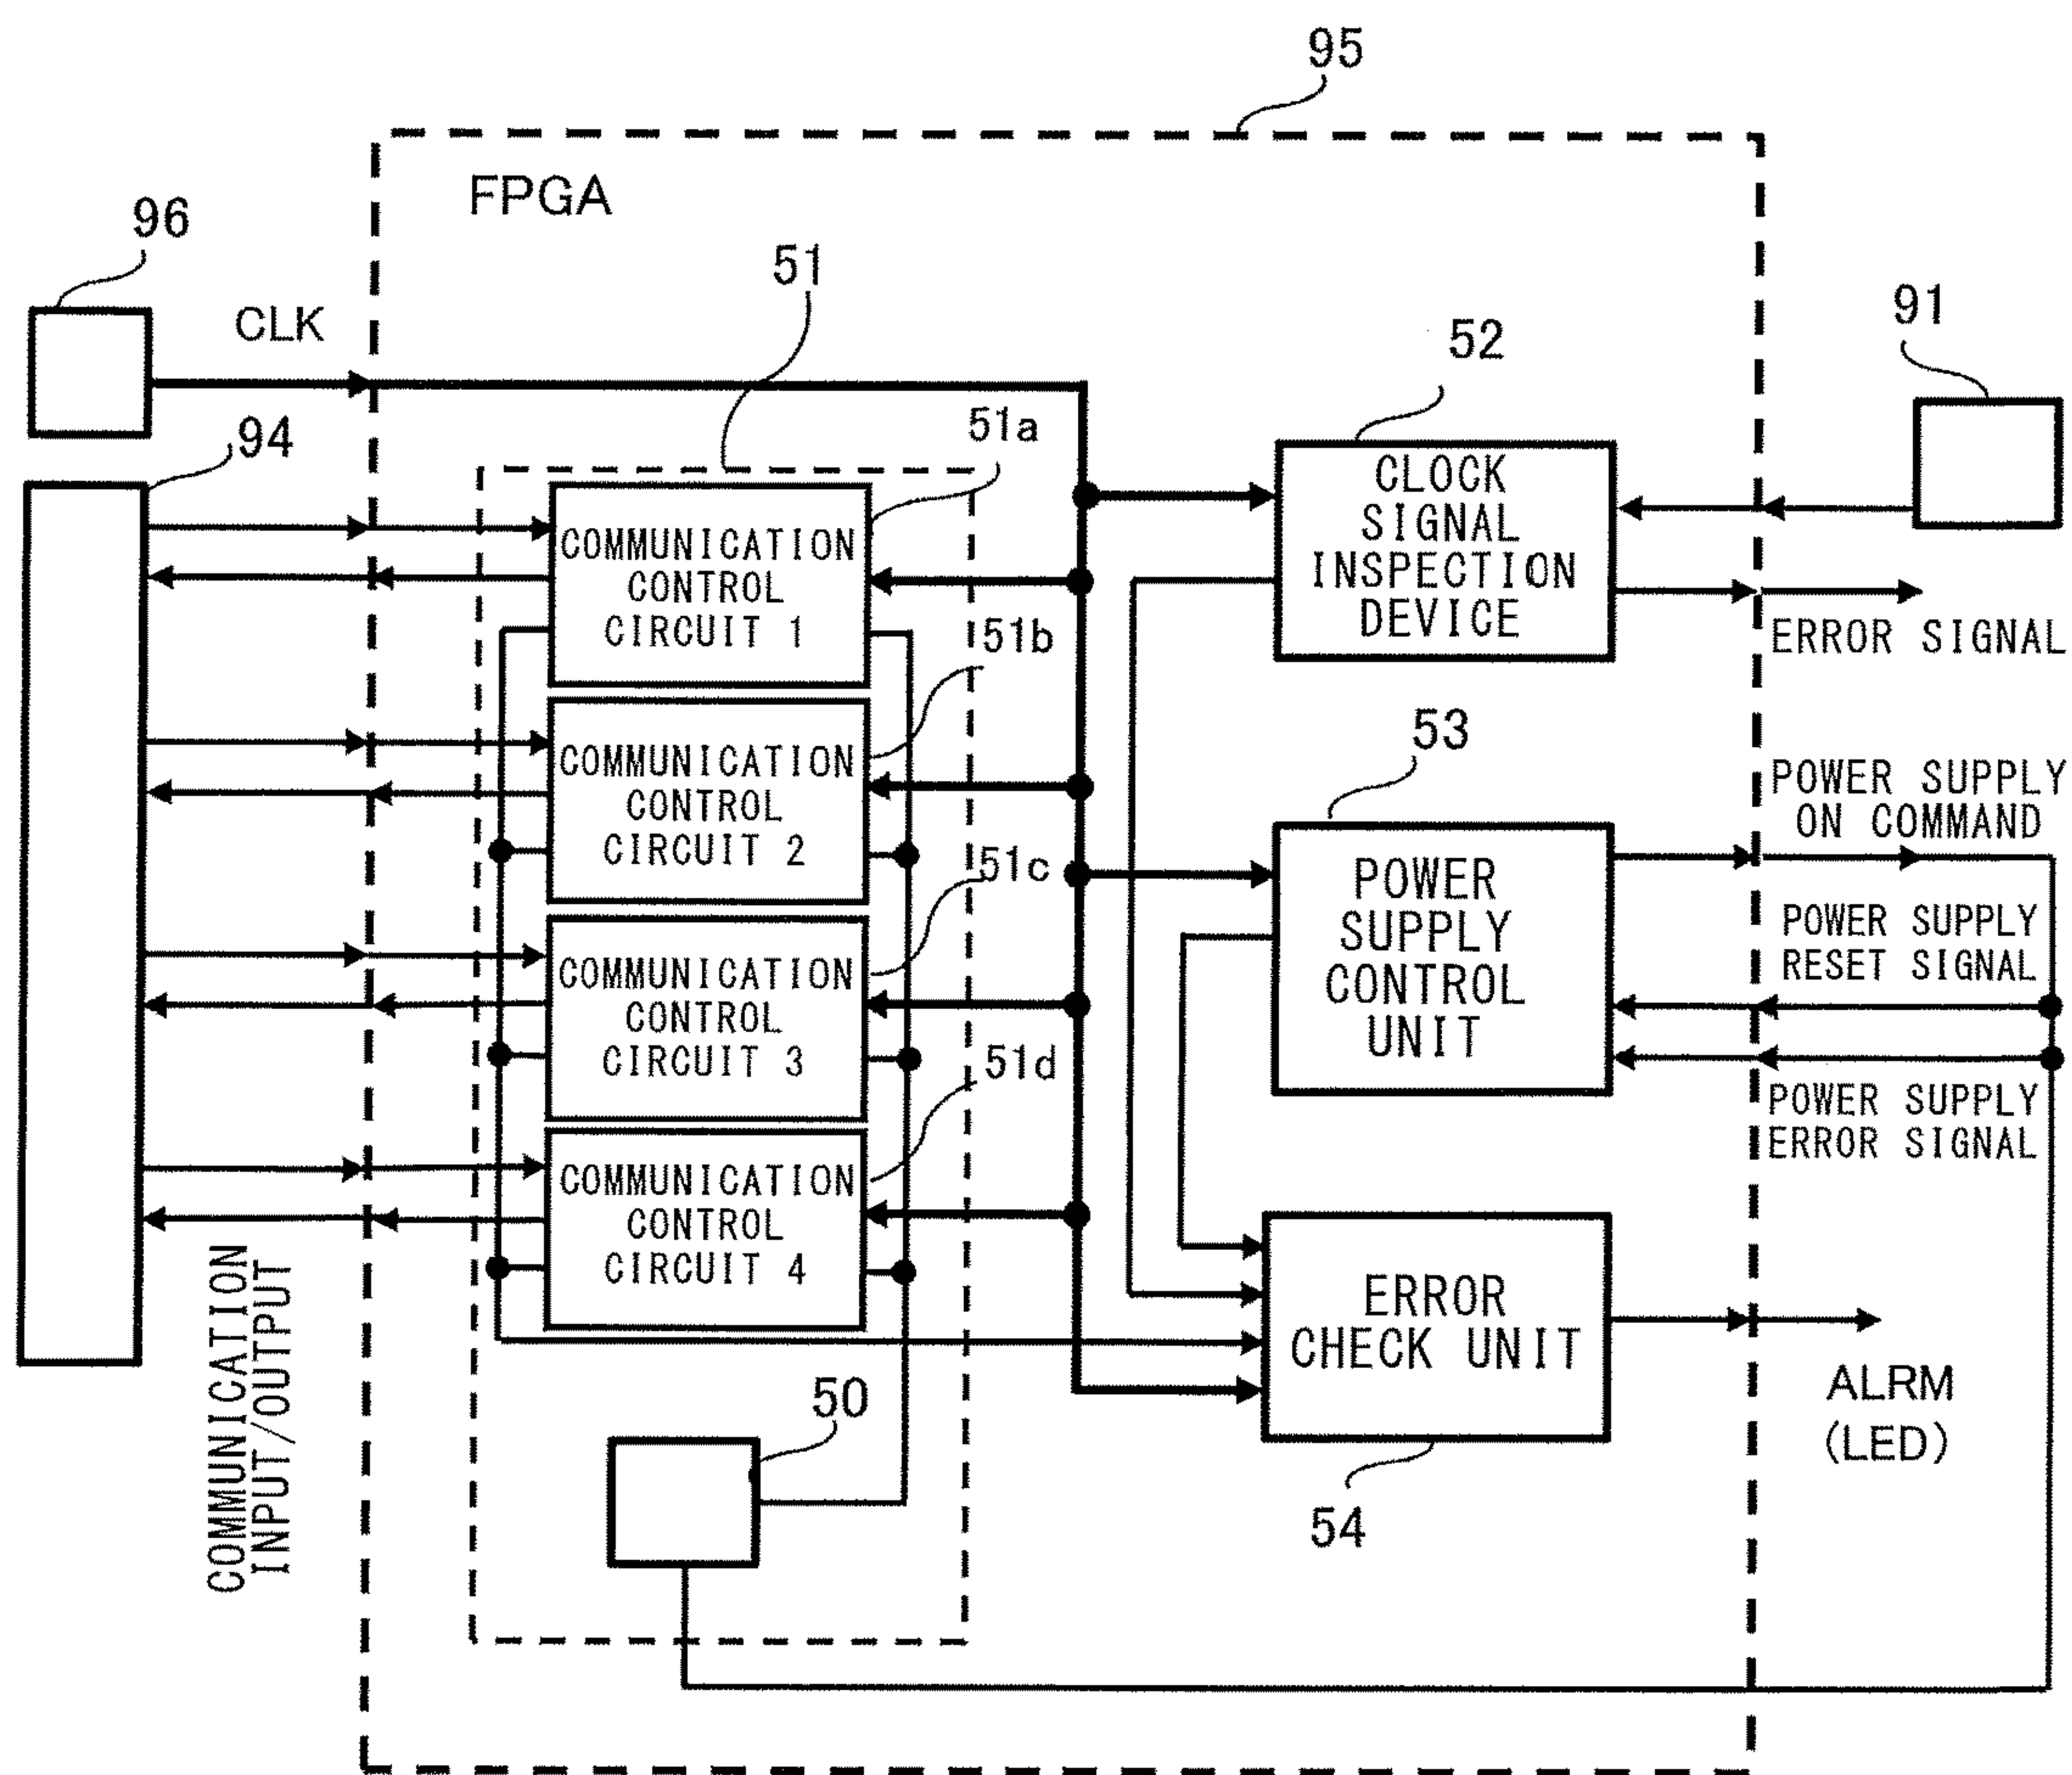 95
FPGA
96
51
91
CLK
52
94
51a
CLOCK
SIGNAL
INSPECTION
DEVICE
COMMUNICATION
CONTROL
CIRCUIT 1
51b
ERROR SIGNAL
53
COMMUNICATION
CONTROL
CIRCUIT 2
POWER SUPPLY
ON COMMAND
51c
POWER
SUPPLY
CONTROL
UNIT
POWER SUPPLY
RESET SIGNAL
COMMUNICATION
CONTROL
CIRCUIT 3
51d
POWER SUPPLY
ERROR SIGNAL
COMMUNICATION
CONTROL
CIRCUIT 4
COMMUNICATION
INPUT/OUTPUT
ERROR
CHECK UNIT
ALRM
(LED)
50
54